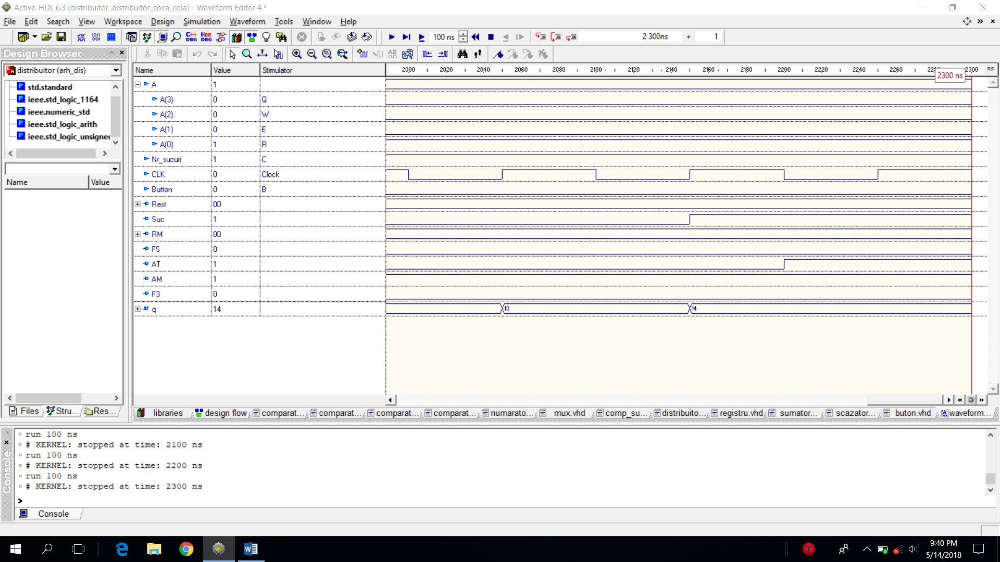 Active-HDL 6.3 (distribuitor ,distribuitor_coca_cola) - Waveform Editor 4 *
File Edit Search View Workspace Design Simulation Waveform Tools Window Help
100 ns 2 300ns + 1
Design Browser
distribuitor (arh_dis)
std.standard
ieee.std_logic_1164
ieee.numeric_std
ieee.std_logic_arith
ieee.std_logic_unsigned
Name Value
Files Stru... Res...
Name Value Stimulator
2000 2020 2040 2060 2080 2100 2120 2140 2160 2180 2200 2220 2240 2260 2300 ns
2300 ns
A 1
A(3) 0 Q
A(2) 0 W
A(1) 0 E
A(0) 1 R
Nr_sucuri 1 C
CLK 0 Clock
Button 0 B
Rest 00
Suc 1
RM 00
FS 0
AT 1
AM 1
F3 0
q 14 13 14
libraries design flow comparat... comparat... comparat... comparat... numarato... mux.vhd comp_su... distribuito... registru.vhd sumator... scazator... buton.vhd waveform...
run 100 ns
# KERNEL: stopped at time: 2100 ns
run 100 ns
# KERNEL: stopped at time: 2200 ns
run 100 ns
# KERNEL: stopped at time: 2300 ns
>
Console
Console
9:40 PM
5/14/2018